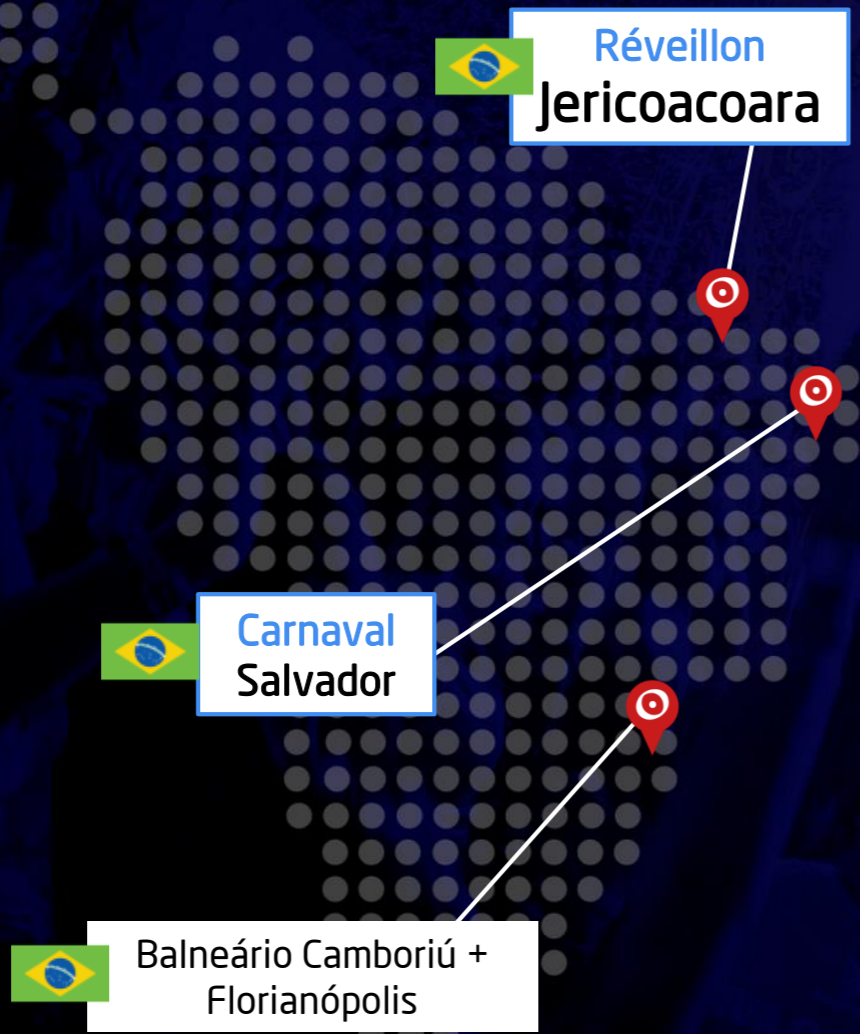 Réveillon
Jericoacoara
Carnaval
Salvador
Balneário Camboriú +
Florianópolis